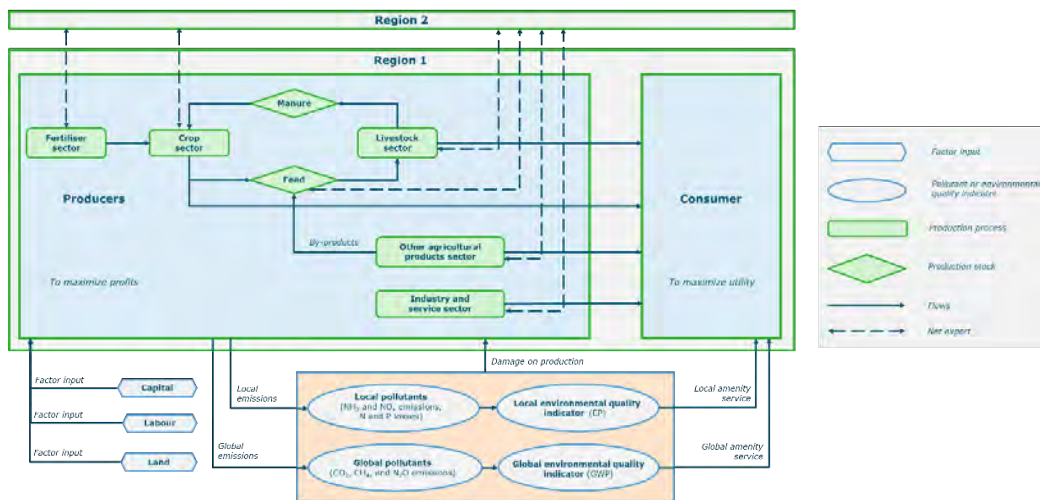 Region 2
Region 1
Manure
Fertiliser
sector
Crop
sector
Livestock
sector
Feed
Producers
Consumer
By-products
Other agricultural
products sector
To maximize profits
To maximize utility
Industry and
service sector
Factor input
Pollutant or environmental
quality indicator
Production process
Production stock
Flows
Net export
Factor input
Capital
Factor input
Labour
Factor input
Land
Local
emissions
Global
emissions
Damage on production
Local pollutants
(NH₃ and NOₓ emissions,
N and P losses)
Local environmental quality
indicator (EP)
Global pollutants
(CO₂, CH₄, and N₂O emissions)
Global environmental quality
indicator (GWP)
Local amenity
service
Global amenity
service